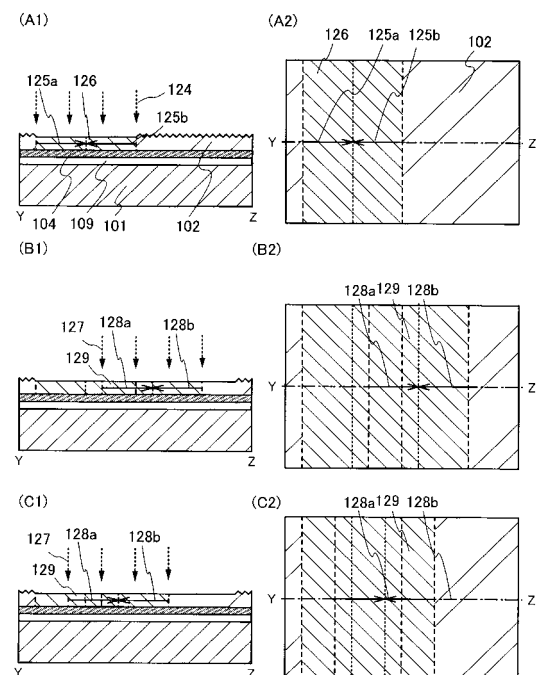 (A1)
125a 126 124
125b
Y 104 109 101 102 Z
(A2)
126 125a 125b 102
Y Z
(B1)
127 128a 128b
129
Y Z
(B2)
128a 129 128b
Y Z
(C1)
127 128a 128b
129
Y Z
(C2)
128a 129 128b
Y Z